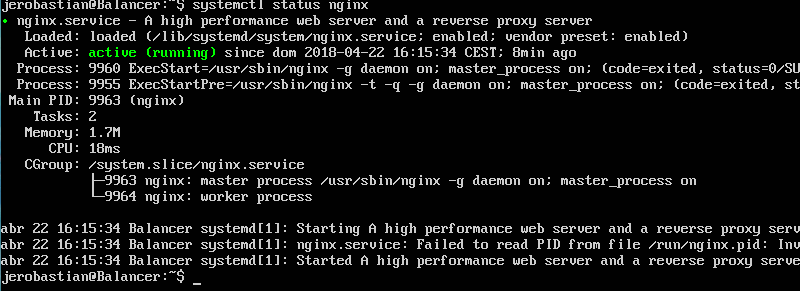 jerobastian@Balancer:~$ systemctl status nginx
• nginx.service - A high performance web server and a reverse proxy server
Loaded: loaded (/lib/systemd/system/nginx.service; enabled; vendor preset: enabled)
Active: active (running) since dom 2018-04-22 16:15:34 CEST; 8min ago
Process: 9960 ExecStart=/usr/sbin/nginx -g daemon on; master_process on; (code=exited, status=0/SU
Process: 9955 ExecStartPre=/usr/sbin/nginx -t -q -g daemon on; master_process on; (code=exited, st
Main PID: 9963 (nginx)
Tasks: 2
Memory: 1.7M
CPU: 18ms
CGroup: /system.slice/nginx.service
├─9963 nginx: master process /usr/sbin/nginx -g daemon on; master_process on
└─9964 nginx: worker process
abr 22 16:15:34 Balancer systemd[1]: Starting A high performance web server and a reverse proxy serv
abr 22 16:15:34 Balancer systemd[1]: nginx.service: Failed to read PID from file /run/nginx.pid: Inv
abr 22 16:15:34 Balancer systemd[1]: Started A high performance web server and a reverse proxy serve
jerobastian@Balancer:~$ _